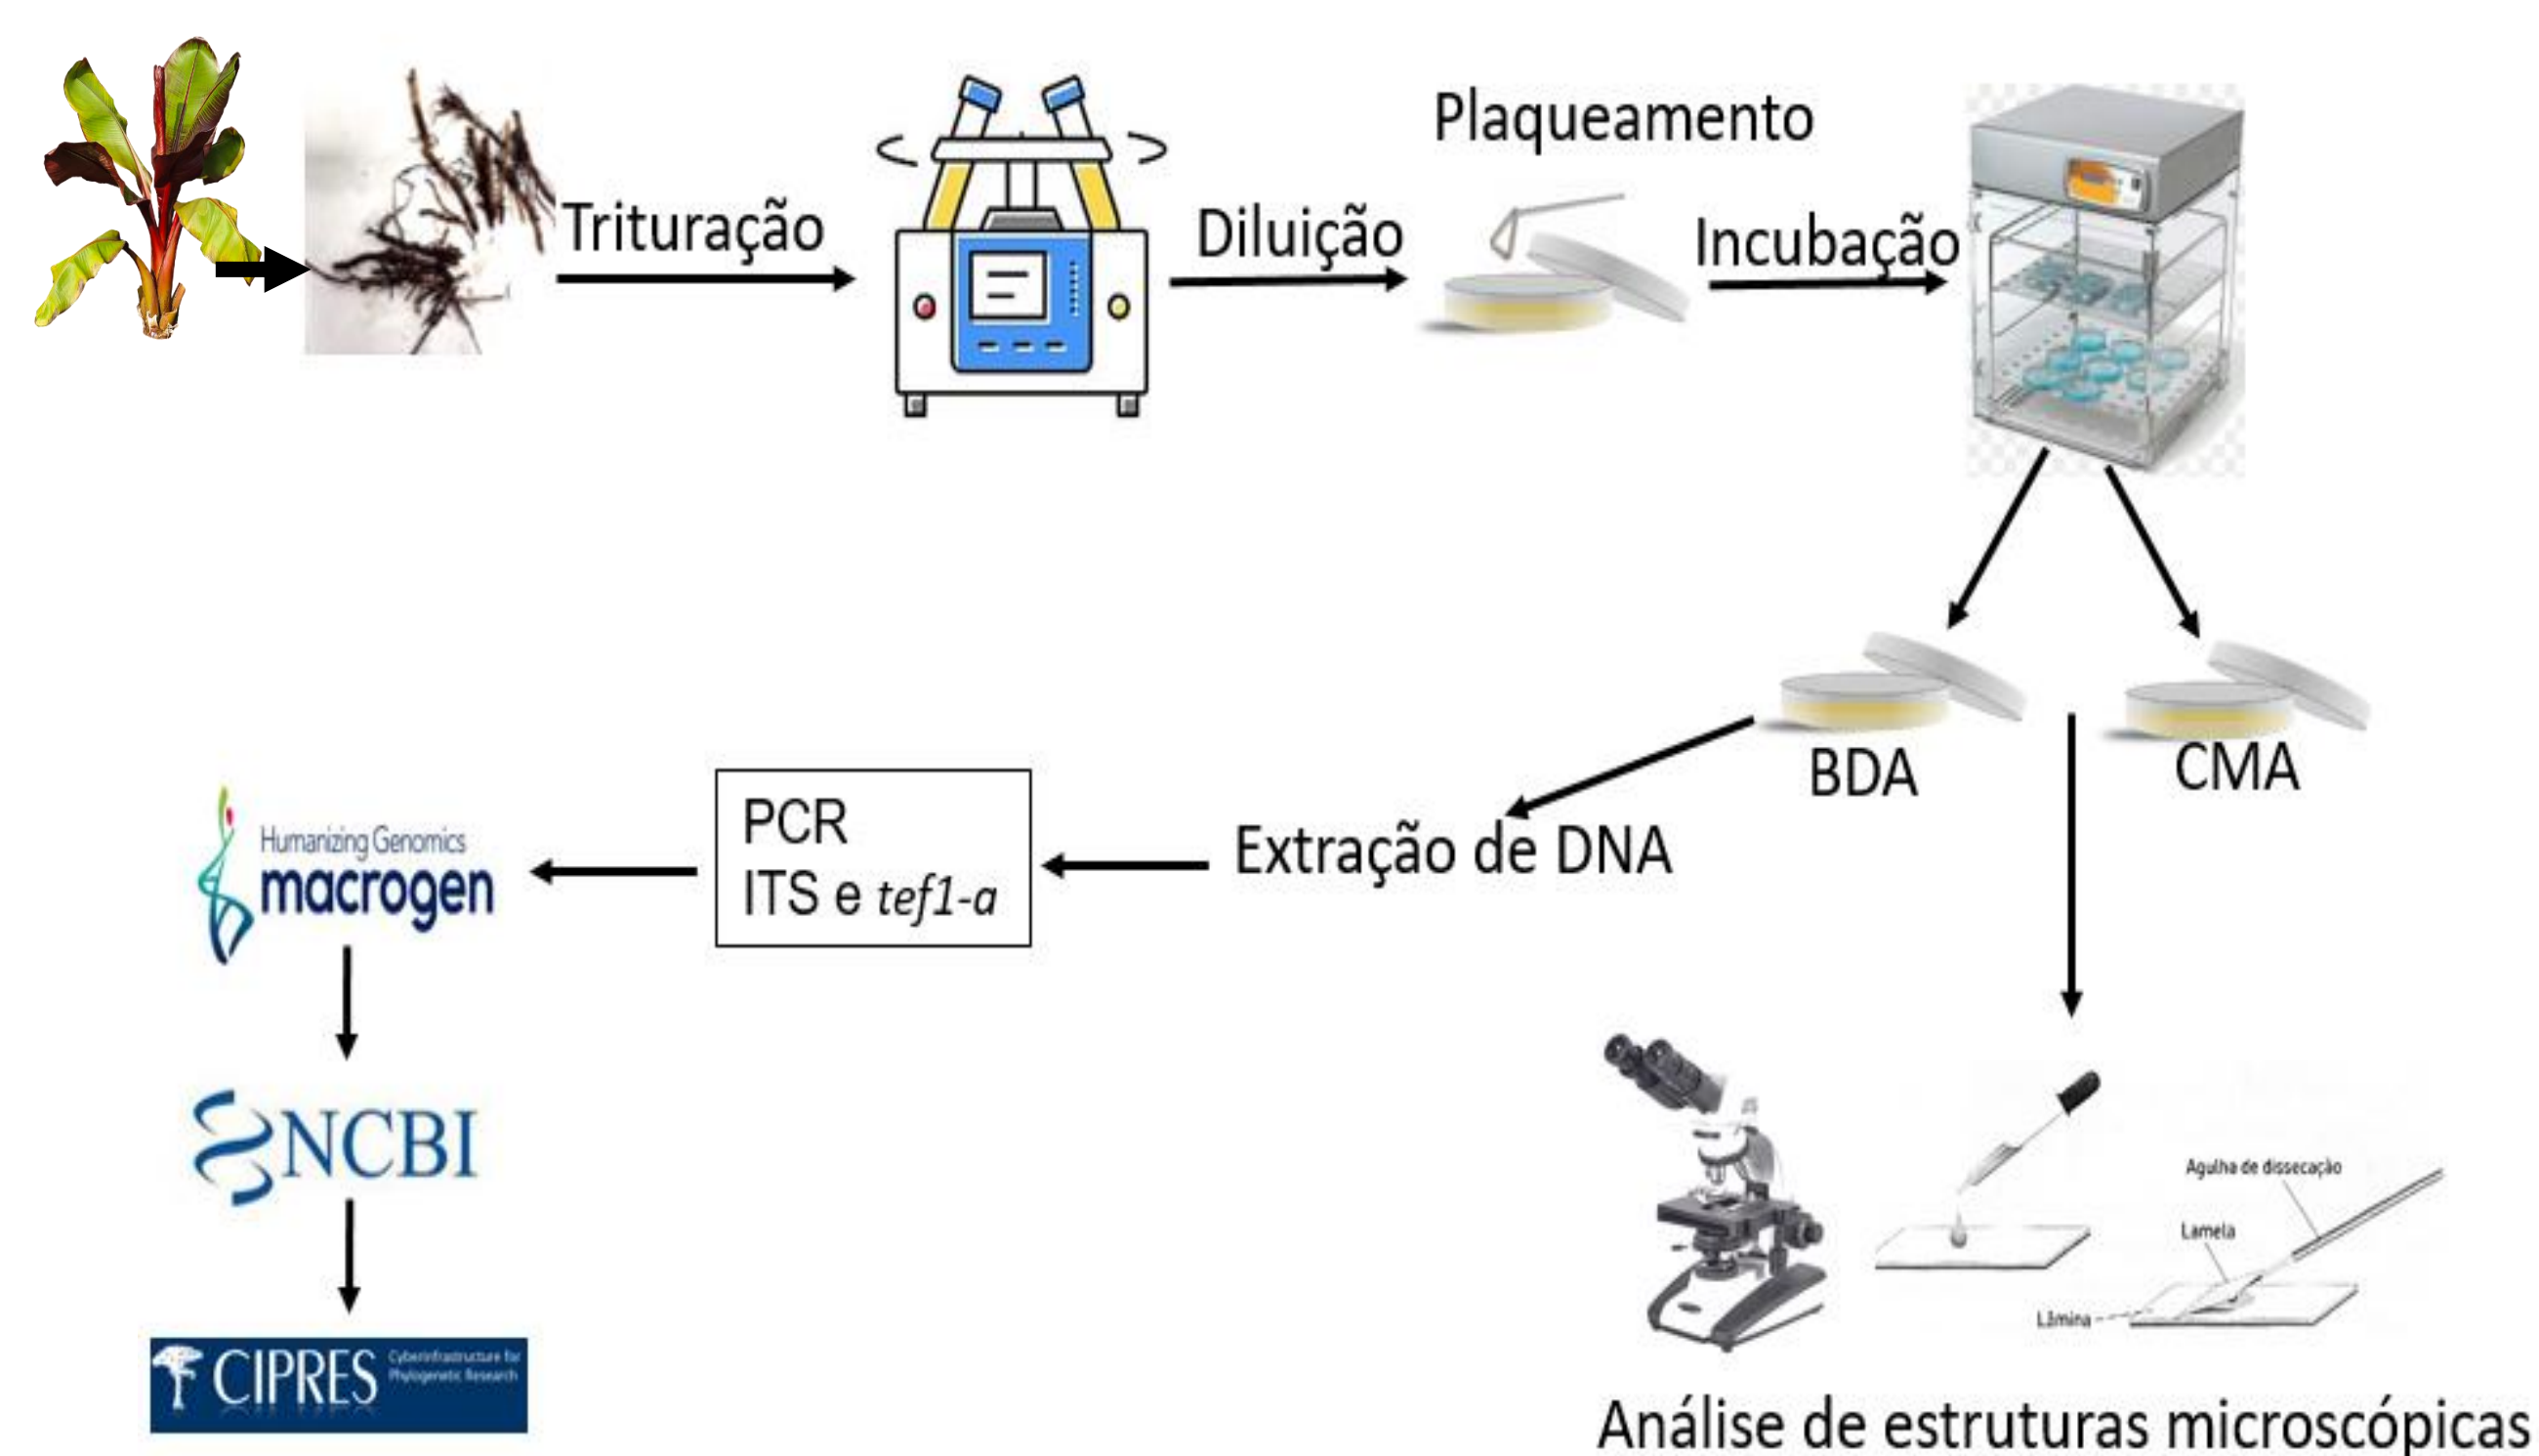 Trituração
Diluição
Plaqueamento
Incubação
BDA
CMA
Extração de DNA
PCR
ITS e tef1-a
Humanizing Genomics
macrogen
NCBI
CIPRES
Cyberinfrastructure for
Phylogenetic Research
Agulha de dissecação
Lamela
Lâmina
Análise de estruturas microscópicas